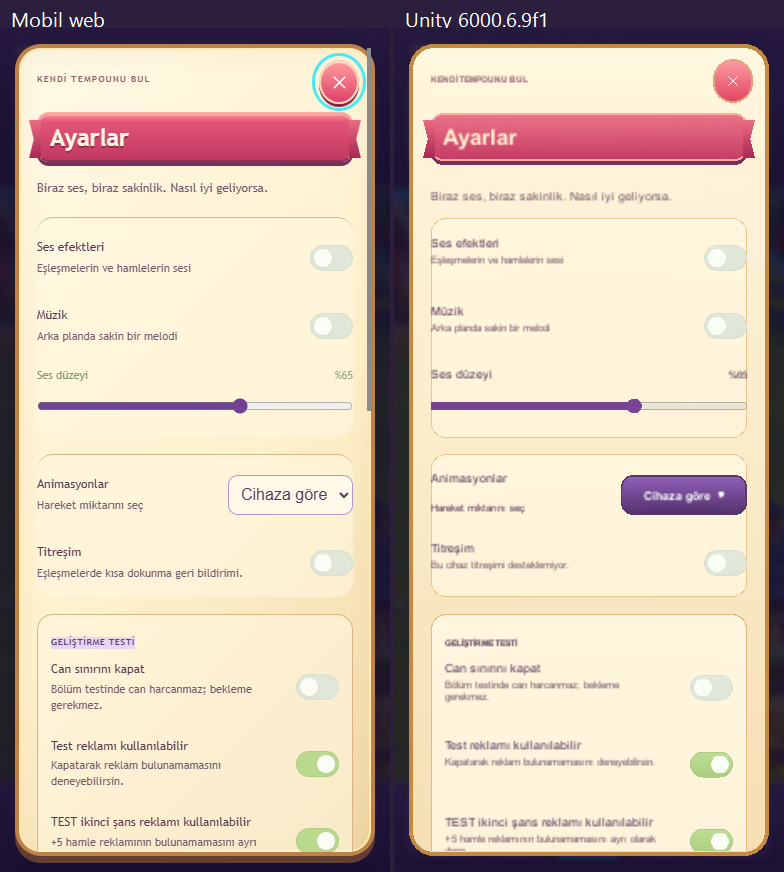 Mobil web
KENDİ TEMPOUNU BUL
Ayarlar
Biraz ses, biraz sakinlik. Nasıl iyi geliyorsa.
Ses efektleri
Eşleşmelerin ve hamlelerin sesi
Müzik
Arka planda sakin bir melodi
Ses düzeyi %65
Animasyonlar
Hareket miktarını seç
Cihaza göre
Titreşim
Eşleşmelerde kısa dokunma geri bildirimi.
GELİŞTİRME TESTİ
Can sınırını kapat
Bölüm testinde can harcanmaz; bekleme
gerekmez.
Test reklamı kullanılabilir
Kapatarak reklam bulunamamasını
deneyebilirsin.
TEST ikinci şans reklamı kullanılabilir
+5 hamle reklamının bulunamamasını ayrı
Unity 6000.6.9f1
KENDİ TEMPOUNU BUL
Ayarlar
Biraz ses, biraz sakinlik. Nasıl iyi geliyorsa.
Ses efektleri
Eşleşmelerin ve hamlelerin sesi
Müzik
Arka planda sakin bir melodi
Ses düzeyi %65
Animasyonlar
Hareket miktarını seç
Cihaza göre
Titreşim
Bu cihaz titreşimi desteklemiyor.
GELİŞTİRME TESTİ
Can sınırını kapat
Bölüm testinde can harcanmaz; bekleme
gerekmez.
Test reklamı kullanılabilir
Kapatarak reklam bulunamamasını deneyebilirsin.
TEST ikinci şans reklamı kullanılabilir
+5 hamle reklamının bulunamamasını ayrı olarak